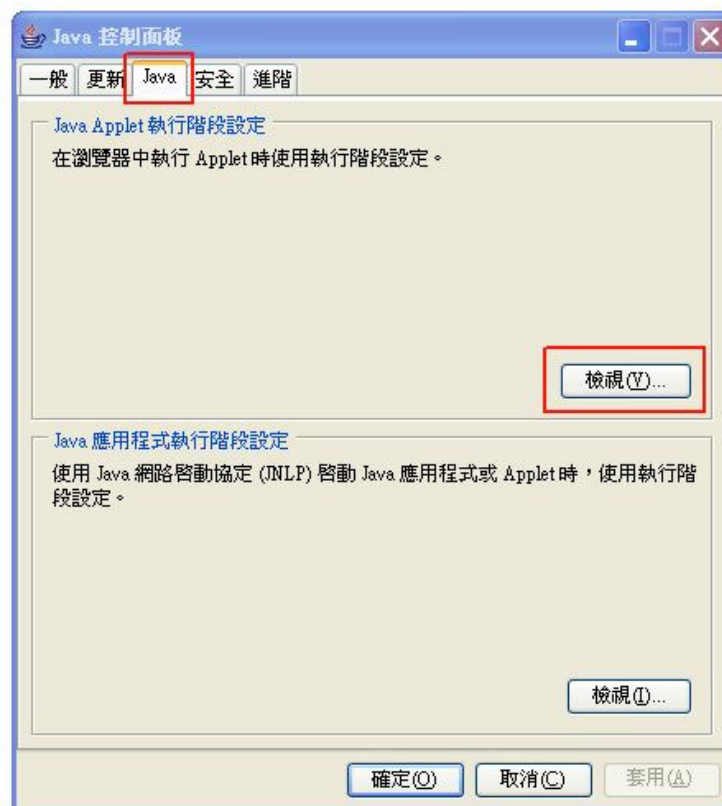 Java 控制面板
一般 更新 Java 安全 進階
Java Applet 執行階段設定
在瀏覽器中執行 Applet 時使用執行階段設定。
檢視(V)...
Java 應用程式執行階段設定
使用 Java 網路啓動協定 (JNLP) 啓動 Java 應用程式或 Applet 時，使用執行階
段設定。
檢視(I)...
確定(O) 取消(C) 套用(A)